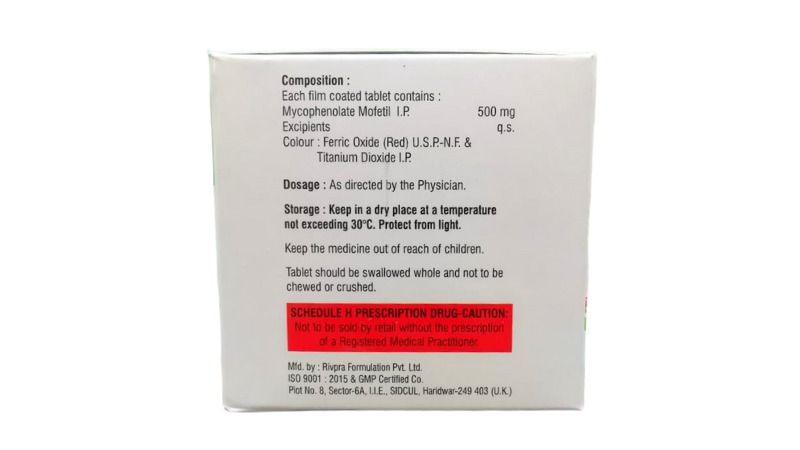 Composition :
Each film coated tablet contains :
Mycophenolate Mofetil I.P. 500 mg
Excipients q.s.
Colour : Ferric Oxide (Red) U.S.P.-N.F. &
Titanium Dioxide I.P.
Dosage : As directed by the Physician.
Storage : Keep in a dry place at a temperature
not exceeding 30°C. Protect from light.
Keep the medicine out of reach of children.
Tablet should be swallowed whole and not to be
chewed or crushed.
SCHEDULE H PRESCRIPTION DRUG-CAUTION:
Not to be sold by retail without the prescription
of a Registered Medical Practitioner.
Mfd. by : Rivpra Formulation Pvt. Ltd.
ISO 9001 : 2015 & GMP Certified Co.
Plot No. 8, Sector-6A, I.I.E., SIDCUL, Haridwar-249 403 (U.K.)